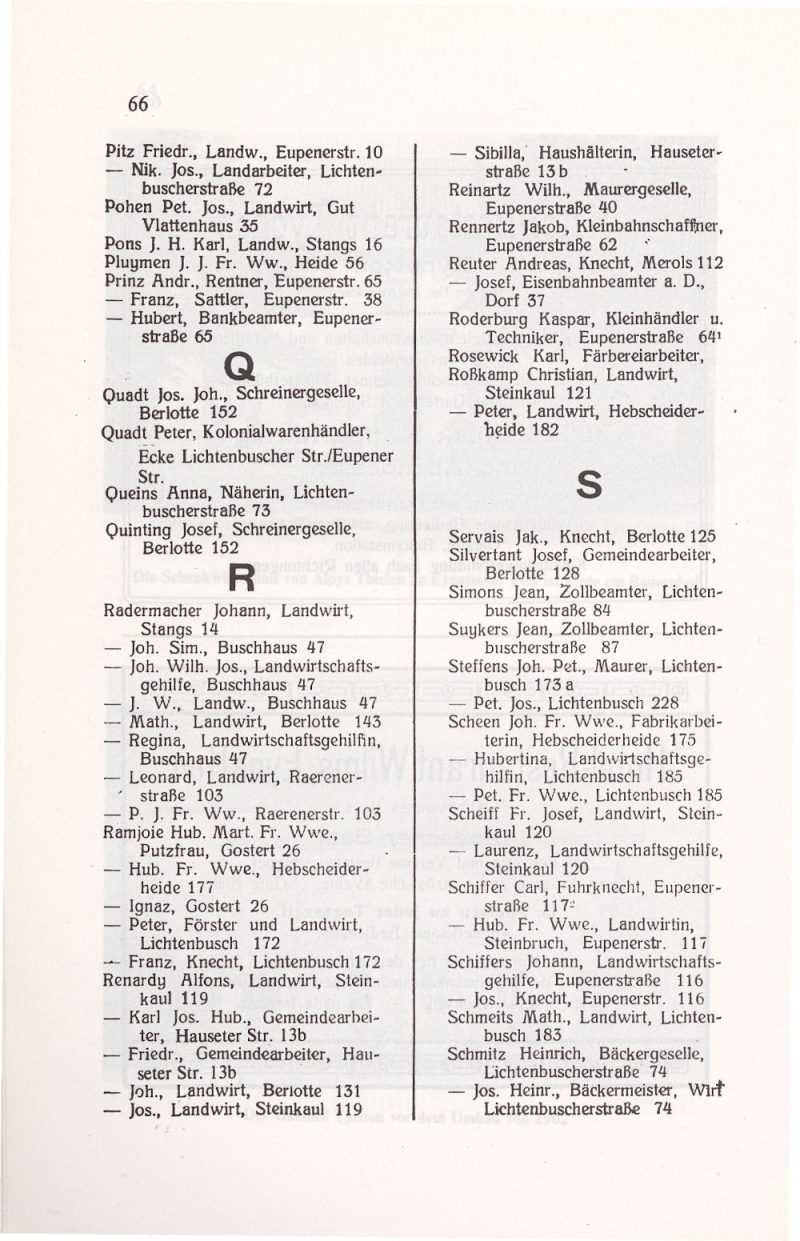 66
Pitz Friedr., Landw., Eupenerstr. 10
— Nik. Jos., Landarbeiter, Lichten-
buscherstraße 72
Pohen Pet. Jos., Landwirt, Gut
Vlattenhaus 35
Pons J. H. Karl, Landw., Stangs 16
Pluymen J. J. Fr. Ww., Heide 56
Prinz Andr., Rentner, Eupenerstr. 65
— Franz, Sattler, Eupenerstr. 38
— Hubert, Bankbeamter, Eupener-
straße 65
Q
Quadt Jos. Joh., Schreinergeselle,
Berlotte 152
Quadt Peter, Kolonialwarenhändler,
Ecke Lichtenbuscher Str./Eupener
Str.
Queins Anna, Näherin, Lichten-
buscherstraße 73
Quinting Josef, Schreinergeselle,
Berlotte 152
R
Radermacher Johann, Landwirt,
Stangs 14
— Joh. Sim., Buschhaus 47
— Joh. Wilh. Jos., Landwirtschafts-
gehilfe, Buschhaus 47
— J. W., Landw., Buschhaus 47
— Math., Landwirt, Berlotte 143
— Regina, Landwirtschaftsgehilfin,
Buschhaus 47
— Leonard, Landwirt, Raerener-
straße 103
— P. J. Fr. Ww., Raerenerstr. 103
Ramjoie Hub. Mart. Fr. Wwe.,
Putzfrau, Gostert 26
— Hub. Fr. Wwe., Hebscheider-
heide 177
— Ignaz, Gostert 26
— Peter, Förster und Landwirt,
Lichtenbusch 172
— Franz, Knecht, Lichtenbusch 172
Renardy Alfons, Landwirt, Stein-
kaul 119
— Karl Jos. Hub., Gemeindearbei-
ter, Hauseter Str. 13b
— Friedr., Gemeindearbeiter, Hau-
seter Str. 13b
— Joh., Landwirt, Berlotte 131
— Jos., Landwirt, Steinkaul 119
— Sibilla, Haushälterin, Hauseter-
straße 13 b
Reinartz Wilh., Maurergeselle,
Eupenerstraße 40
Rennertz Jakob, Kleinbahnschaffner,
Eupenerstraße 62
Reuter Andreas, Knecht, Merols 112
— Josef, Eisenbahnbeamter a. D.,
Dorf 37
Roderburg Kaspar, Kleinhändler u.
Techniker, Eupenerstraße 64¹
Rosewick Karl, Färbereiarbeiter,
Roßkamp Christian, Landwirt,
Steinkaul 121
— Peter, Landwirt, Hebscheider-
heide 182
S
Servais Jak., Knecht, Berlotte 125
Silvertant Josef, Gemeindearbeiter,
Berlotte 128
Simons Jean, Zollbeamter, Lichten-
buscherstraße 84
Suykers Jean, Zollbeamter, Lichten-
buscherstraße 87
Steffens Joh. Pet., Maurer, Lichten-
busch 173 a
— Pet. Jos., Lichtenbusch 228
Scheen Joh. Fr. Wwe., Fabrikarbei-
terin, Hebscheiderheide 175
— Hubertina, Landwirtschaftsge-
hilfin, Lichtenbusch 185
— Pet. Fr. Wwe., Lichtenbusch 185
Scheiff Fr. Josef, Landwirt, Stein-
kaul 120
— Laurenz, Landwirtschaftsgehilfe,
Steinkaul 120
Schiffer Carl, Fuhrknecht, Eupener-
straße 117
— Hub. Fr. Wwe., Landwirtin,
Steinbruch, Eupenerstr. 117
Schiffers Johann, Landwirtschafts-
gehilfe, Eupenerstraße 116
— Jos., Knecht, Eupenerstr. 116
Schmeits Math., Landwirt, Lichten-
busch 183
Schmitz Heinrich, Bäckergeselle,
Lichtenbuscherstraße 74
— Jos. Heinr., Bäckermeister, Wirt
Lichtenbuscherstraße 74